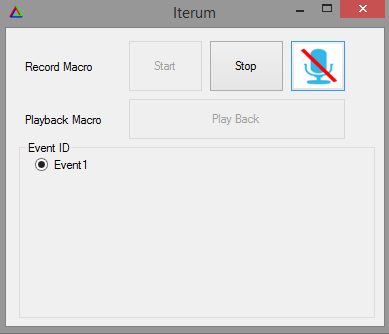 Iterum
Record Macro
Start
Stop
Playback Macro
Play Back
Event ID
Event1